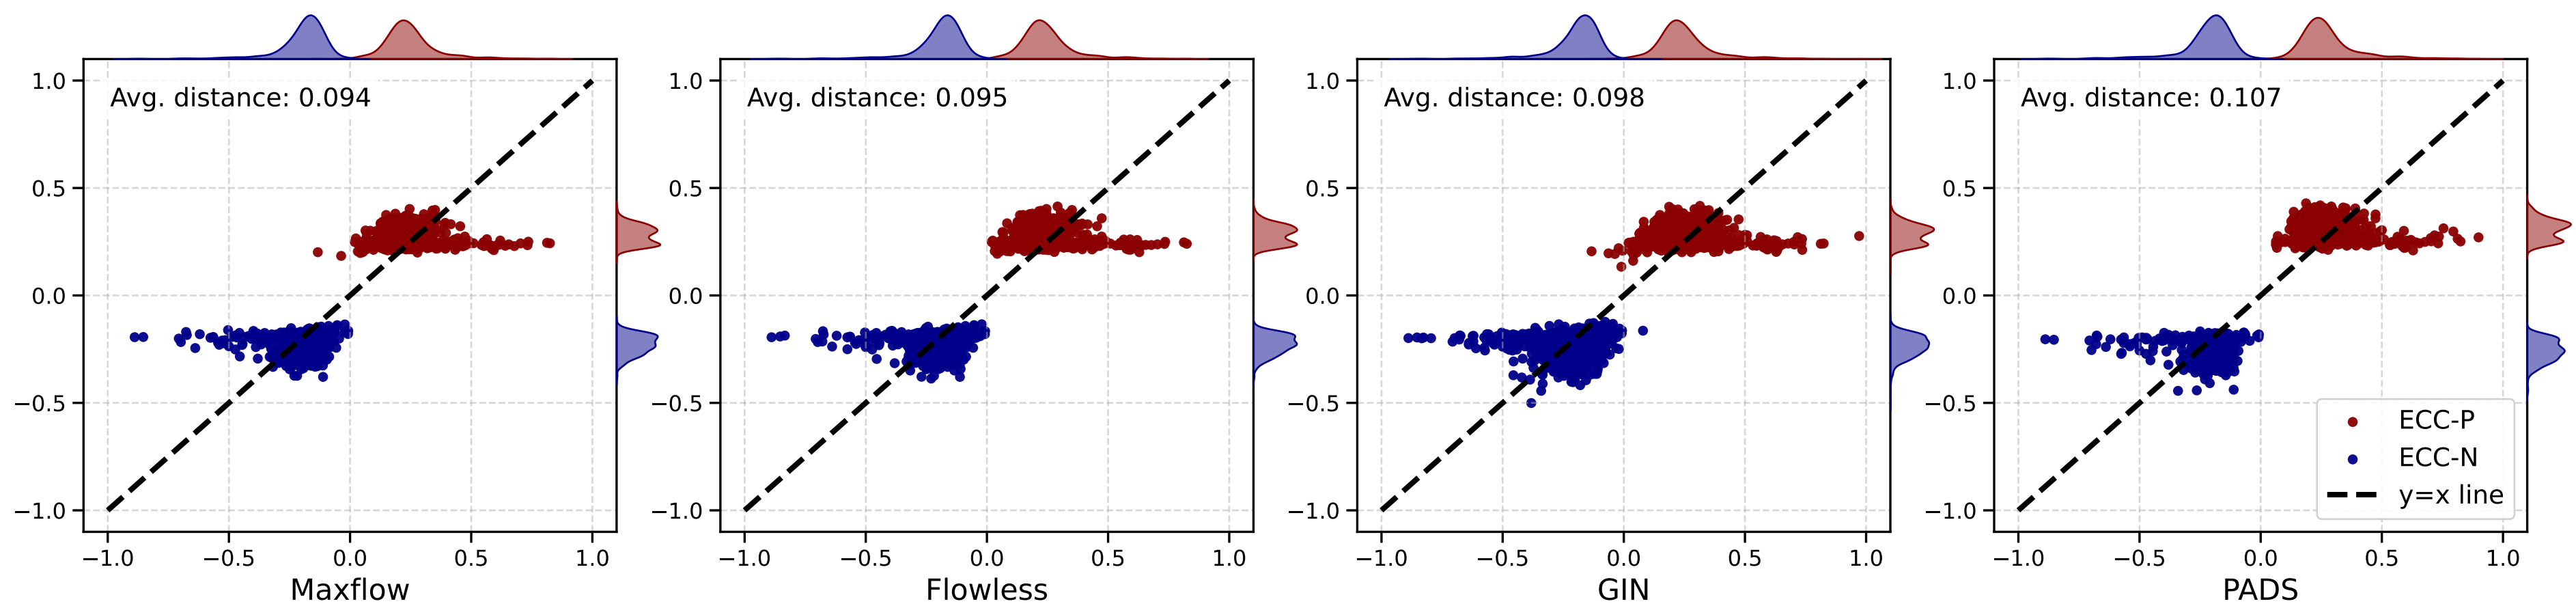 Avg. distance: 0.094
1.0
0.5
0.0
−0.5
−1.0
−1.0 −0.5 0.0 0.5 1.0
Maxflow
Avg. distance: 0.095
1.0
0.5
0.0
−0.5
−1.0
−1.0 −0.5 0.0 0.5 1.0
Flowless
Avg. distance: 0.098
1.0
0.5
0.0
−0.5
−1.0
−1.0 −0.5 0.0 0.5 1.0
GIN
Avg. distance: 0.107
1.0
0.5
0.0
−0.5
−1.0
ECC-P
ECC-N
y=x line
−1.0 −0.5 0.0 0.5 1.0
PADS